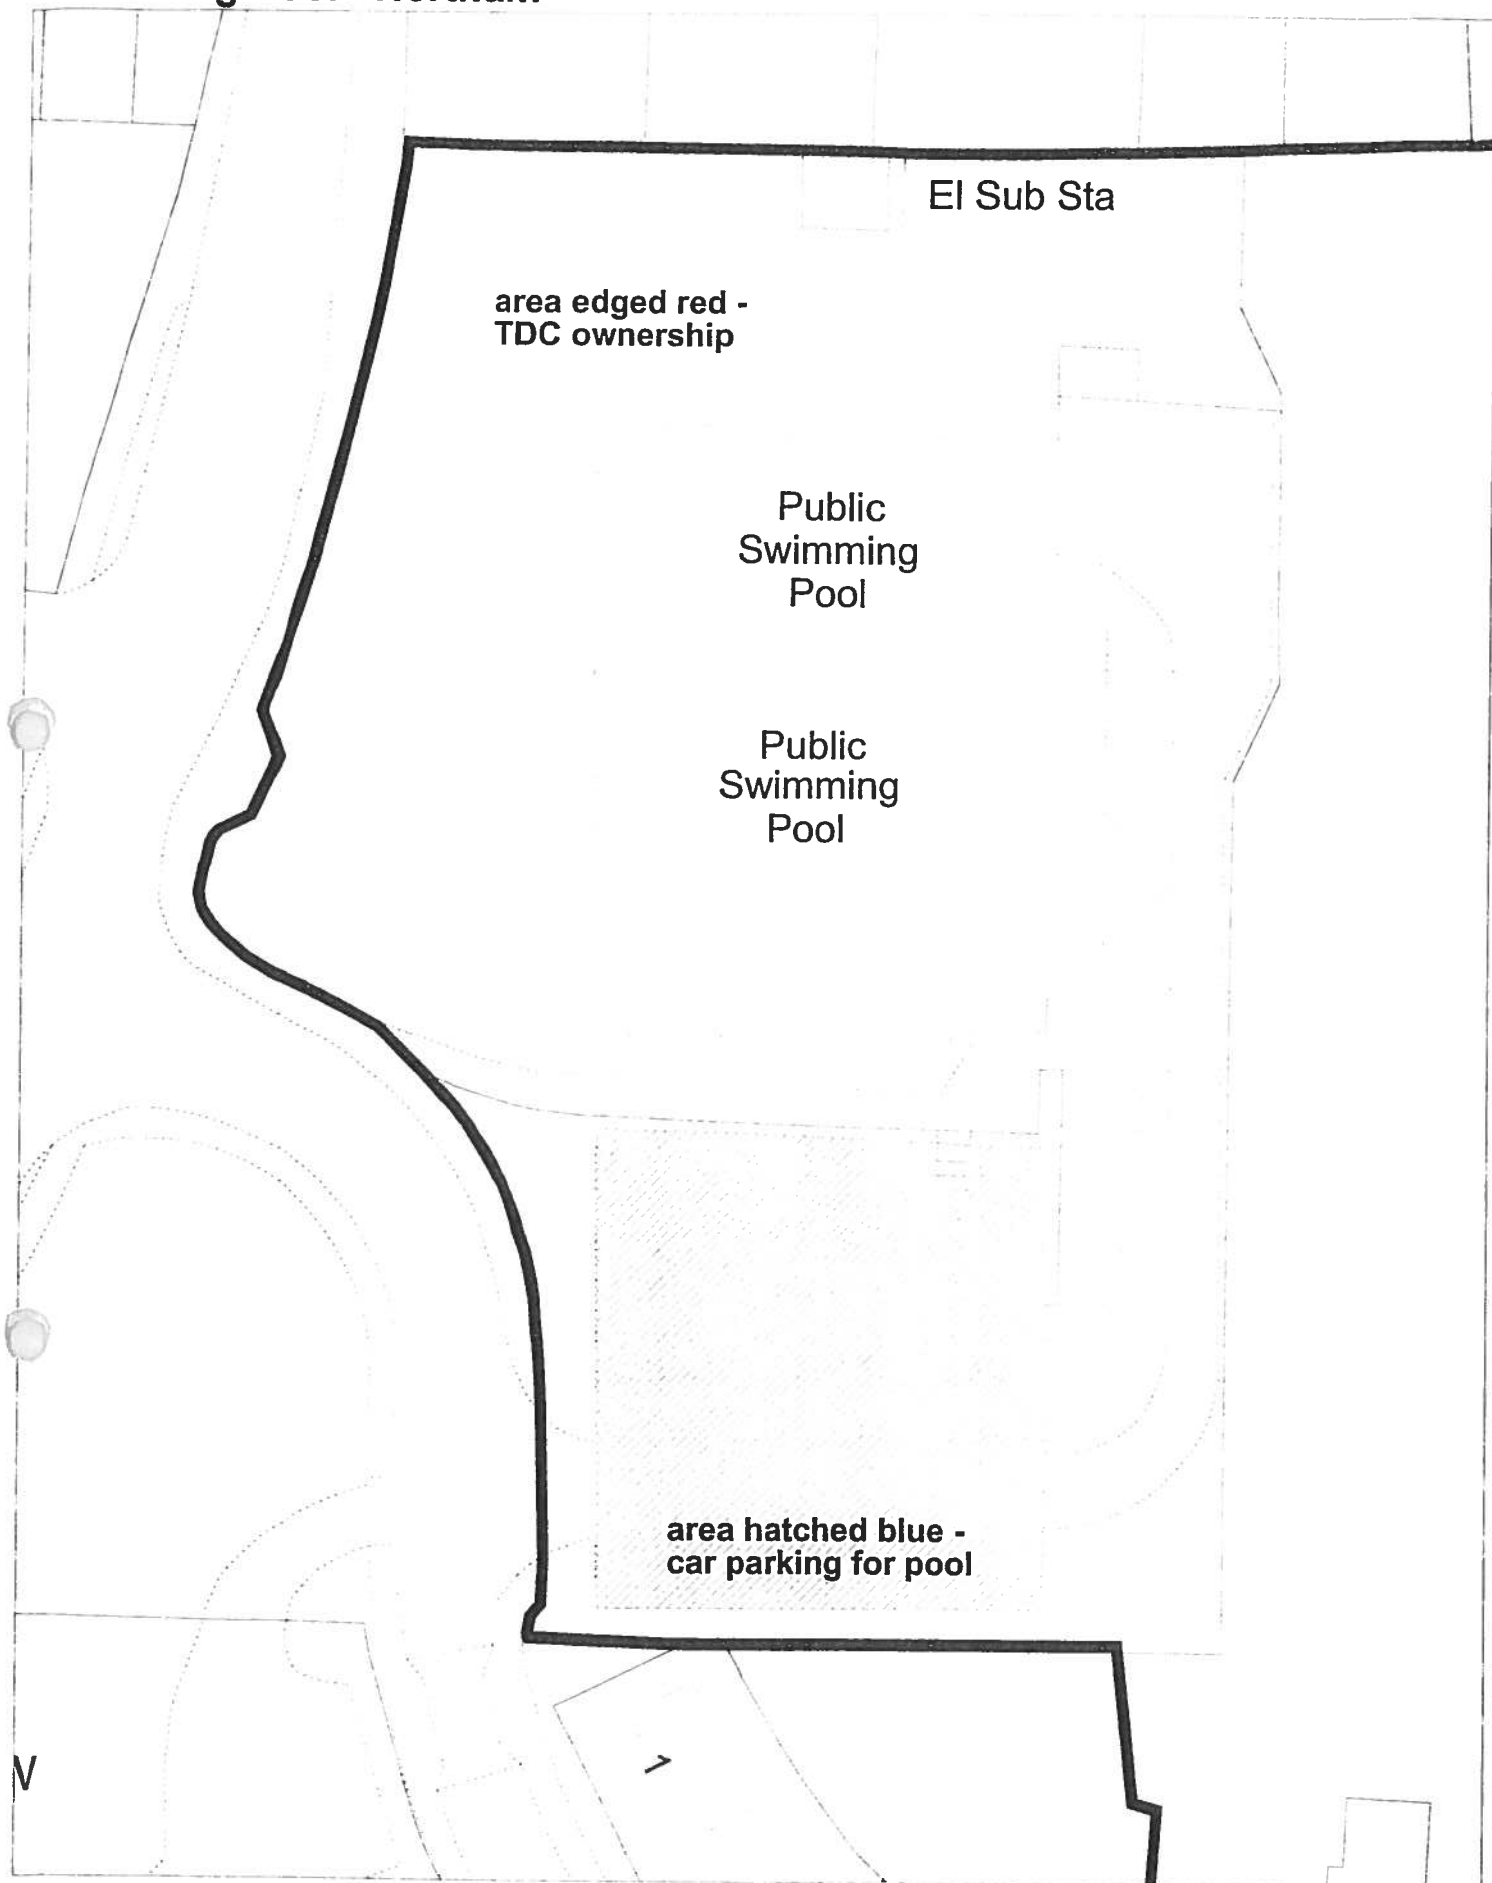 El Sub Sta
area edged red -
TDC ownership
Public
Swimming
Pool
Public
Swimming
Pool
area hatched blue -
car parking for pool
1